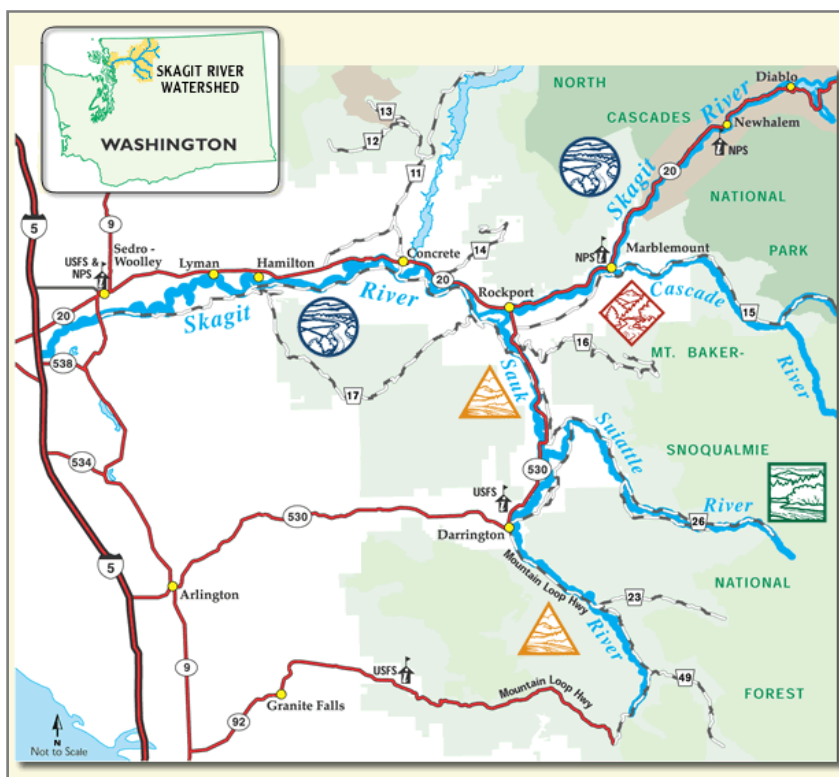 SKAGIT RIVER
WATERSHED
WASHINGTON
NORTH
CASCADES
NATIONAL
PARK
Diablo
Newhalem
NPS
River
Skagit
20
13
12
11
5
9
Sedro-
Woolley
USFS &
NPS
Lyman
Hamilton
Concrete
14
20
Rockport
NPS
Marblemount
Cascade
River
15
20
Skagit
River
538
17
16
MT. BAKER-
Sauk
Suiattle
River
SNOQUALMIE
26
534
530
530
USFS
Darrington
Mountain Loop Hwy
River
23
NATIONAL
5
Arlington
9
USFS
Mountain Loop Hwy
49
FOREST
Granite Falls
92
N
Not to Scale